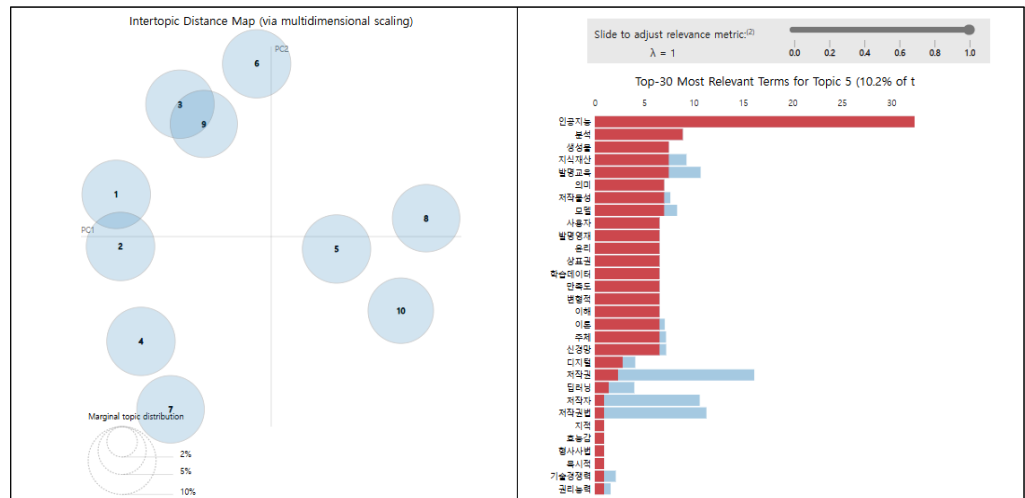 Intertopic Distance Map (via multidimensional scaling)
PC2
6
3
9
1
PC1
2
8
5
10
4
7
Marginal topic distribution
2%
5%
10%
Slide to adjust relevance metric:(2)
λ = 1
0.0 0.2 0.4 0.6 0.8 1.0
Top-30 Most Relevant Terms for Topic 5 (10.2% of t
0 5 10 15 20 25 30
인공지능
분석
생성물
지식재산
발명교육
의미
저작물성
모델
사용자
발명영재
윤리
상표권
학습데이터
만족도
변형적
이해
이론
주제
신경망
디지털
저작권
딥러닝
저작자
저작권법
지적
효능감
형사사법
묵시적
기술경쟁력
권리능력